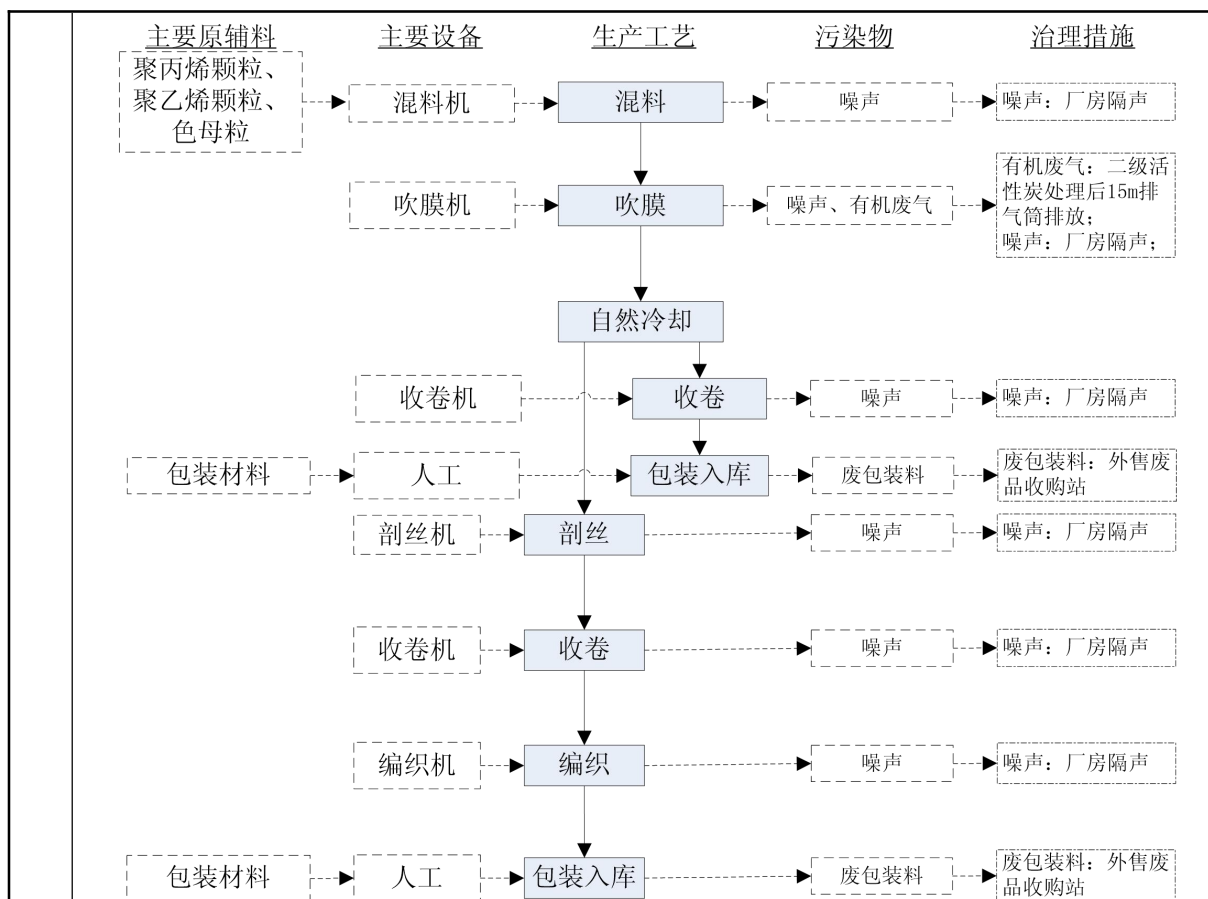 主要原辅料 主要设备 生产工艺 污染物 治理措施
聚丙烯颗粒、
聚乙烯颗粒、
色母粒
混料机 混料 噪声 噪声：厂房隔声
吹膜机 吹膜 噪声、有机废气
有机废气：二级活
性炭处理后15m排
气筒排放；
噪声：厂房隔声；
自然冷却
收卷机 收卷 噪声 噪声：厂房隔声
包装材料 人工 包装入库 废包装料
废包装料：外售废
品收购站
剖丝机 剖丝 噪声 噪声：厂房隔声
收卷机 收卷 噪声 噪声：厂房隔声
编织机 编织 噪声 噪声：厂房隔声
包装材料 人工 包装入库 废包装料
废包装料：外售废
品收购站